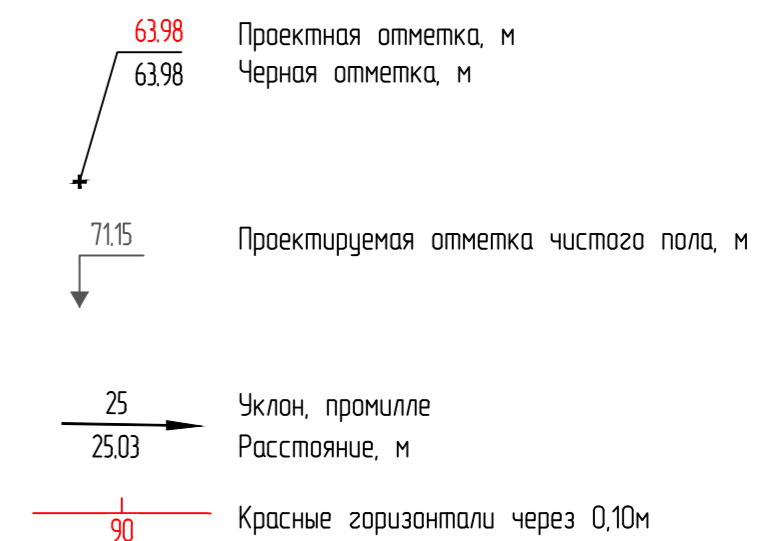 63,98 Проектная отметка, м
63,98 Черная отметка, м
71,15 Проектируемая отметка чистого пола, м
25 Уклон, промилле
25,03 Расстояние, м
90 Красные горизонтали через 0,10м